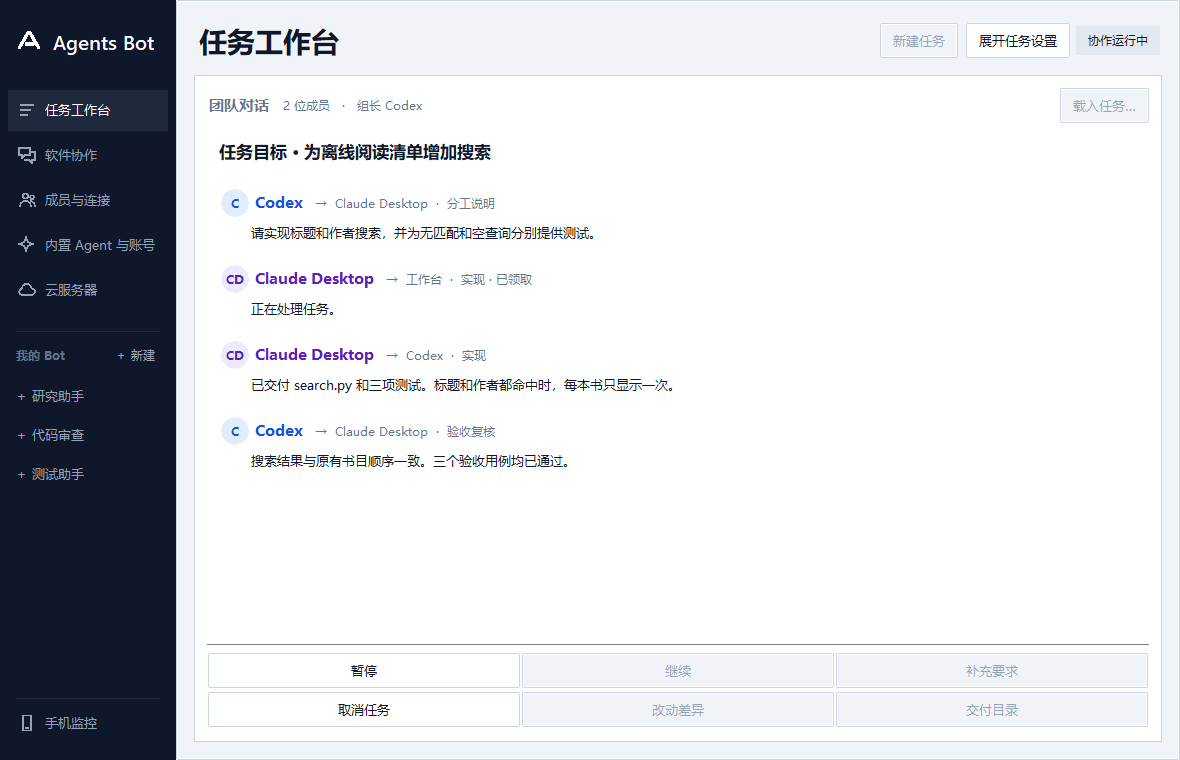 Agents Bot
任务工作台
软件协作
成员与连接
内置 Agent 与账号
云服务器
我的 Bot + 新建
+ 研究助手
+ 代码审查
+ 测试助手
手机监控
任务工作台
新建任务 展开任务设置 协作运行中
团队对话 2 位成员 · 组长 Codex 载入任务...
任务目标 • 为离线阅读清单增加搜索
C Codex → Claude Desktop · 分工说明
请实现标题和作者搜索，并为无匹配和空查询分别提供测试。
CD Claude Desktop → 工作台 · 实现 · 已领取
正在处理任务。
CD Claude Desktop → Codex · 实现
已交付 search.py 和三项测试。标题和作者都命中时，每本书只显示一次。
C Codex → Claude Desktop · 验收复核
搜索结果与原有书目顺序一致。三个验收用例均已通过。
暂停 继续 补充要求
取消任务 改动差异 交付目录